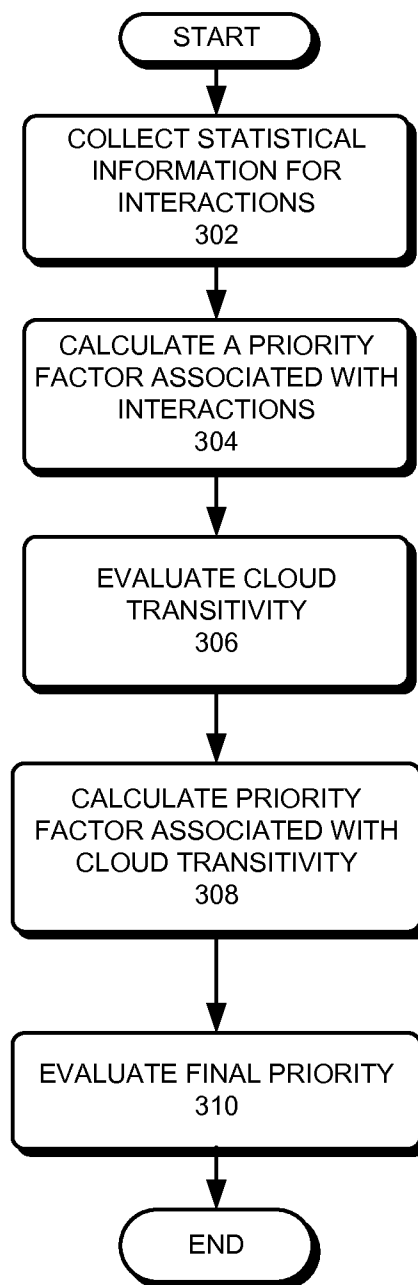 START
COLLECT STATISTICAL
INFORMATION FOR
INTERACTIONS
302
CALCULATE A PRIORITY
FACTOR ASSOCIATED WITH
INTERACTIONS
304
EVALUATE CLOUD
TRANSITIVITY
306
CALCULATE PRIORITY
FACTOR ASSOCIATED WITH
CLOUD TRANSITIVITY
308
EVALUATE FINAL PRIORITY
310
END